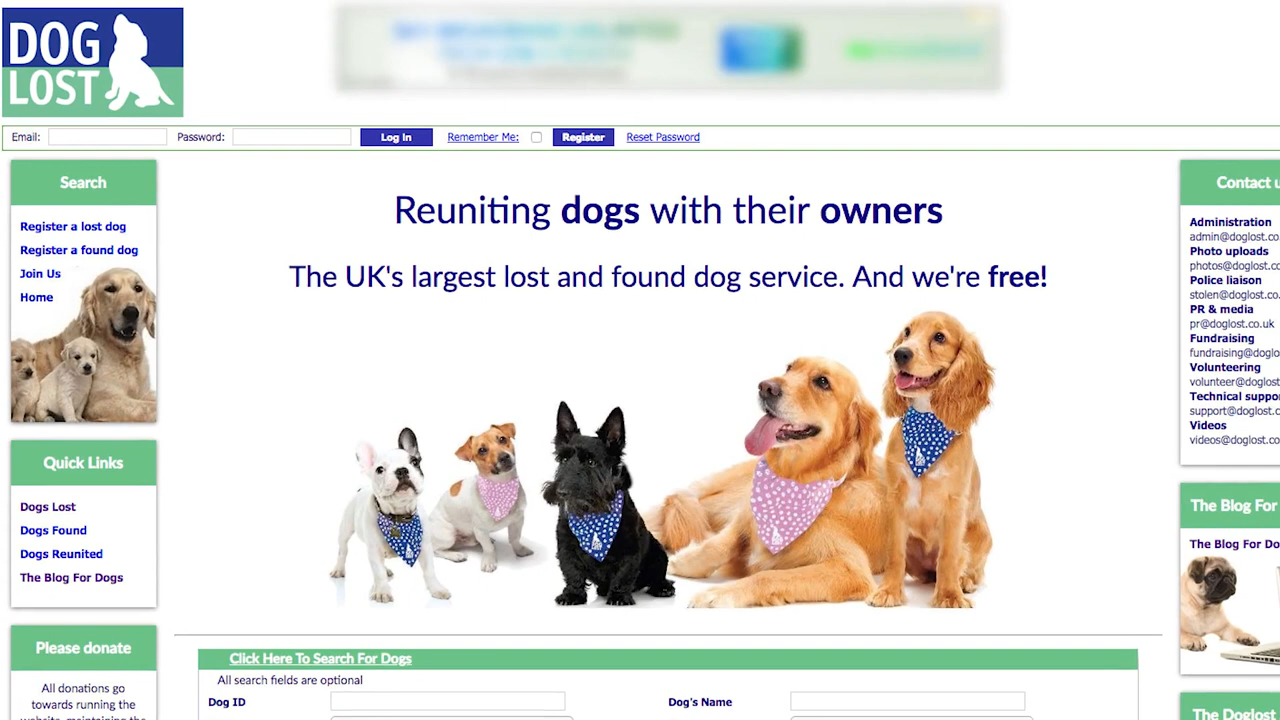 DOG
LOST
Email:
Password:
Log In
Remember Me:
Register
Reset Password
Search
Register a lost dog
Register a found dog
Join Us
Home
Quick Links
Dogs Lost
Dogs Found
Dogs Reunited
The Blog For Dogs
Please donate
All donations go
towards running the
website, maintaining the
Reuniting dogs with their owners
The UK's largest lost and found dog service. And we're free!
Click Here To Search For Dogs
All search fields are optional
Dog ID
Dog's Name
Contact u
Administration
admin@doglost.co.
Photo uploads
photos@doglost.co
Police liaison
stolen@doglost.co.
PR & media
pr@doglost.co.uk
Fundraising
fundraising@doglo
Volunteering
volunteer@doglost
Technical suppo
support@doglost.c
Videos
videos@doglost.co
The Blog For
The Blog For Do
The Doglost